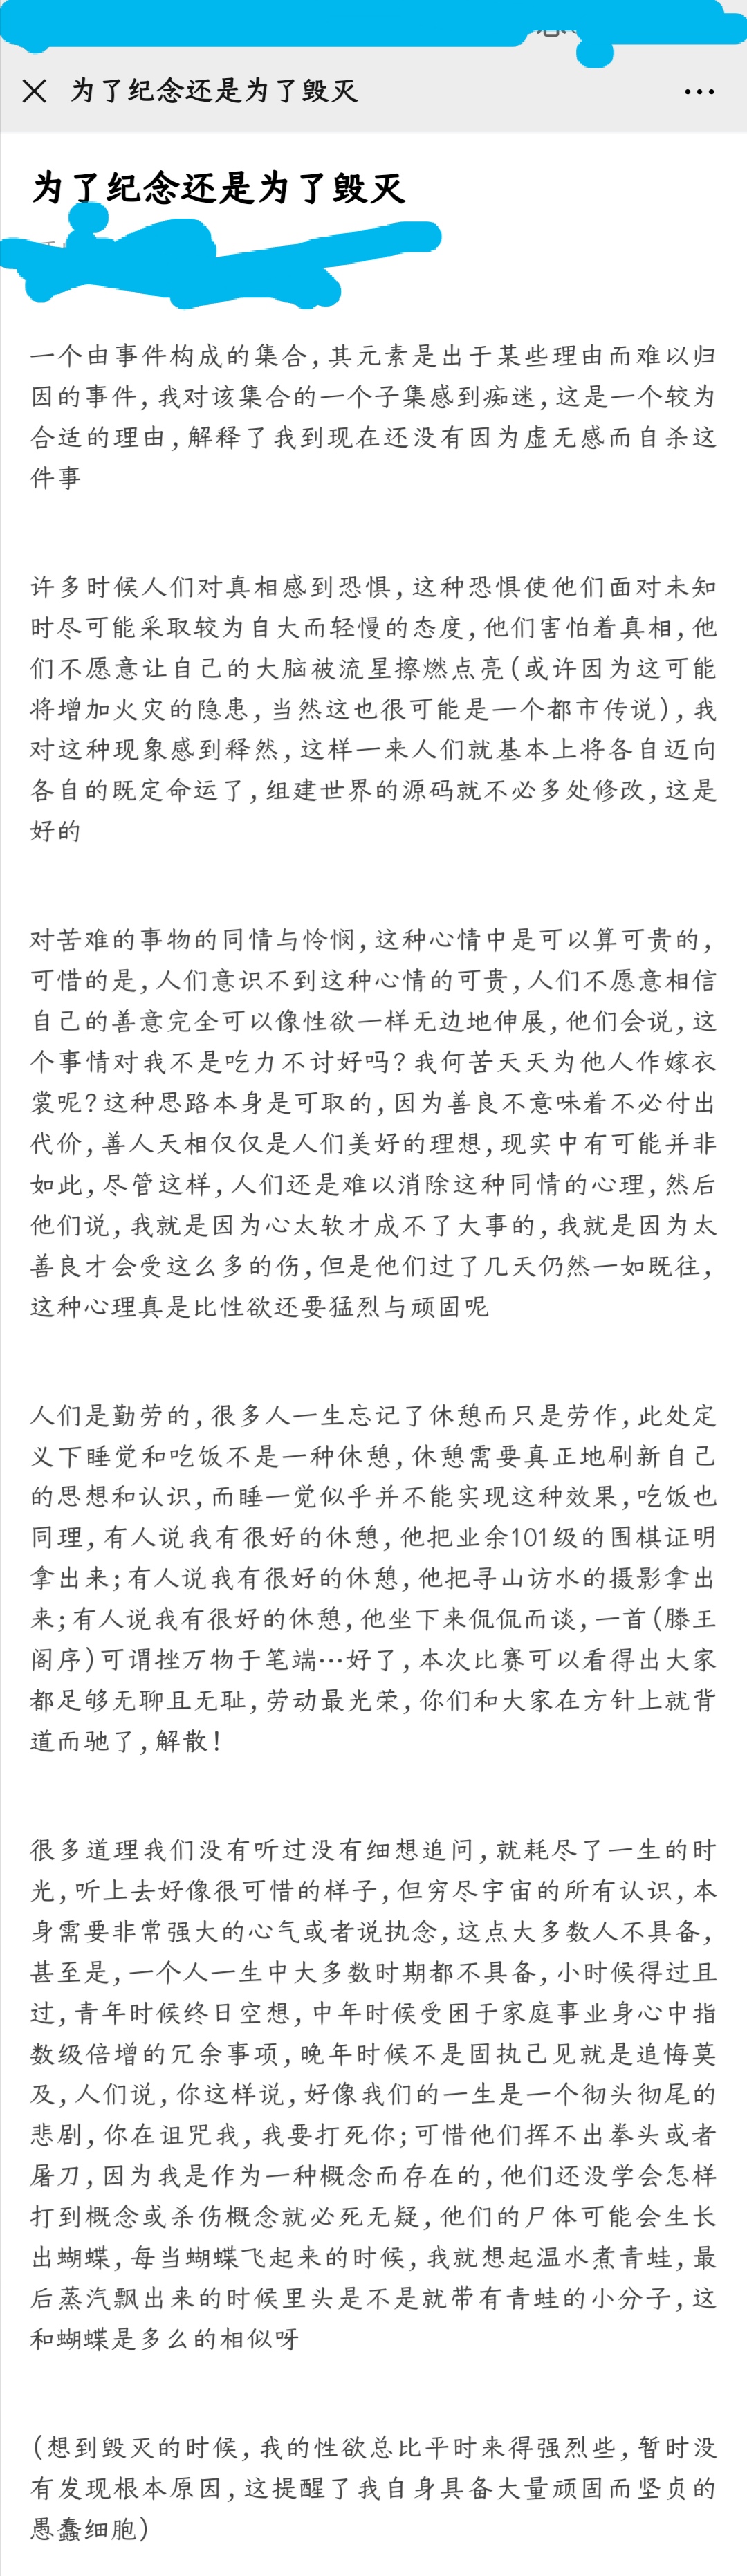 为了纪念还是为了毁灭
为了纪念还是为了毁灭
一个由事件构成的集合,其元素是出于某些理由而难以归
因的事件,我对该集合的一个子集感到痴迷,这是一个较为
合适的理由,解释了我到现在还没有因为虚无感而自杀这
件事
许多时候人们对真相感到恐惧,这种恐惧使他们面对未知
时尽可能采取较为自大而轻慢的态度,他们害怕着真相,他
们不愿意让自己的大脑被流星擦燃点亮(或许因为这可能
将增加火灾的隐患,当然这也很可能是一个都市传说),我
对这种现象感到释然,这样一来人们就基本上将各自迈向
各自的既定命运了,组建世界的源码就不必多处修改,这是
好的
对苦难的事物的同情与怜悯,这种心情中是可以算可贵的,
可惜的是,人们意识不到这种心情的可贵,人们不愿意相信
自己的善意完全可以像性欲一样无边地伸展,他们会说,这
个事情对我不是吃力不讨好吗?我何苦天天为他人作嫁衣
裳呢?这种思路本身是可取的,因为善良不意味着不必付出
代价,善人天相仅仅是人们美好的理想,现实中有可能并非
如此,尽管这样,人们还是难以消除这种同情的心理,然后
他们说,我就是因为心太软才成不了大事的,我就是因为太
善良才会受这么多的伤,但是他们过了几天仍然一如既往,
这种心理真是比性欲还要猛烈与顽固呢
人们是勤劳的,很多人一生忘记了休憩而只是劳作,此处定
义下睡觉和吃饭不是一种休憩,休憩需要真正地刷新自己
的思想和认识,而睡一觉似乎并不能实现这种效果,吃饭也
同理,有人说我有很好的休憩,他把业余101级的围棋证明
拿出来;有人说我有很好的休憩,他把寻山访水的摄影拿出
来;有人说我有很好的休憩,他坐下来侃侃而谈,一首(滕王
阁序)可谓挫万物于笔端…好了,本次比赛可以看得出大家
都足够无聊且无耻,劳动最光荣,你们和大家在方针上就背
道而驰了,解散!
很多道理我们没有听过没有细想追问,就耗尽了一生的时
光,听上去好像很可惜的样子,但穷尽宇宙的所有认识,本
身需要非常强大的心气或者说执念,这点大多数人不具备,
甚至是,一个人一生中大多数时期都不具备,小时候得过且
过,青年时候终日空想,中年时候受困于家庭事业身心中指
数级倍增的冗余事项,晚年时候不是固执己见就是追悔莫
及,人们说,你这样说,好像我们的一生是一个彻头彻尾的
悲剧,你在诅咒我,我要打死你;可惜他们挥不出拳头或者
屠刀,因为我是作为一种概念而存在的,他们还没学会怎样
打到概念或杀伤概念就必死无疑,他们的尸体可能会生长
出蝴蝶,每当蝴蝶飞起来的时候,我就想起温水煮青蛙,最
后蒸汽飘出来的时候里头是不是就带有青蛙的小分子,这
和蝴蝶是多么的相似呀
(想到毁灭的时候,我的性欲总比平时来得强烈些,暂时没
有发现根本原因,这提醒了我自身具备大量顽固而坚贞的
愚蠢细胞)